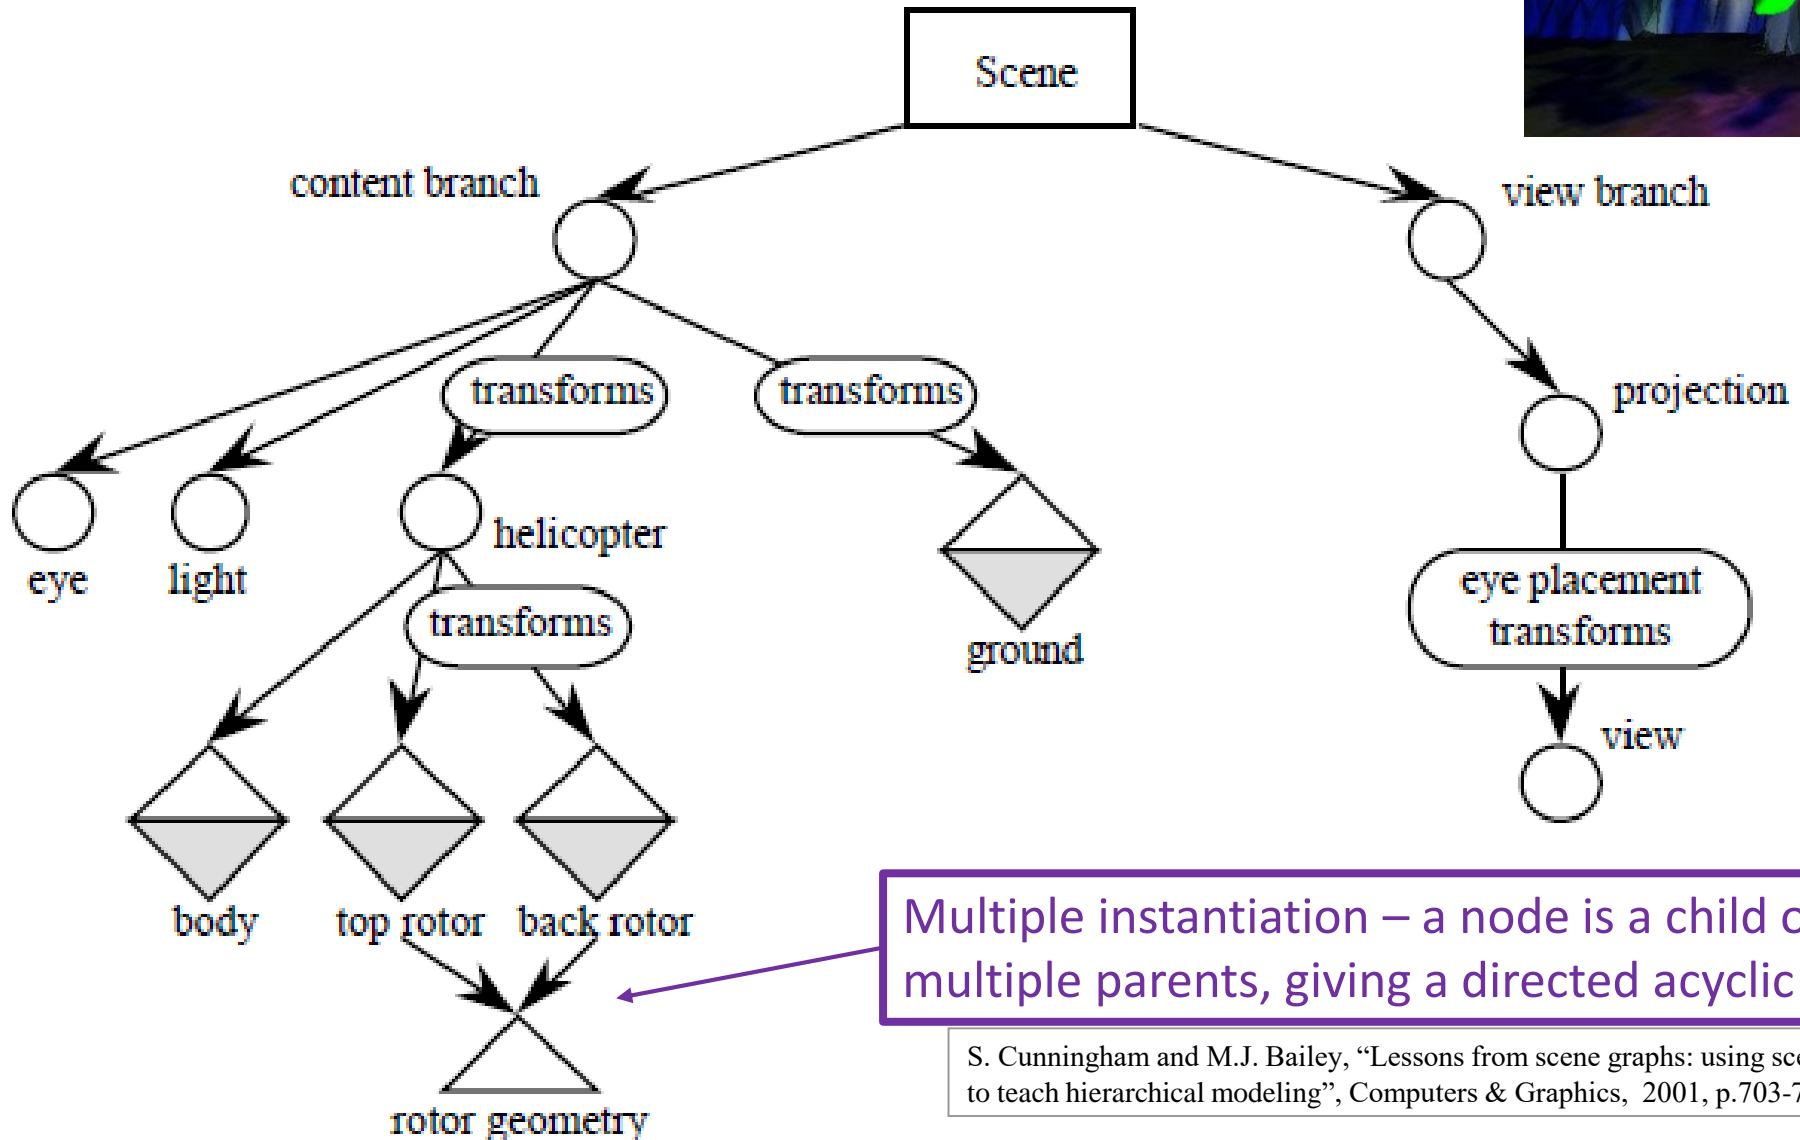 Scene
content branch
view branch
transforms
transforms
projection
eye
light
helicopter
transforms
ground
eye placement
transforms
view
body
top rotor
back rotor
rotor geometry
Multiple instantiation – a node is a child
multiple parents, giving a directed acyclic
S. Cunningham and M.J. Bailey, “Lessons from scene graphs: using
to teach hierarchical modeling”, Computers & Graphics, 2001, p.703-7